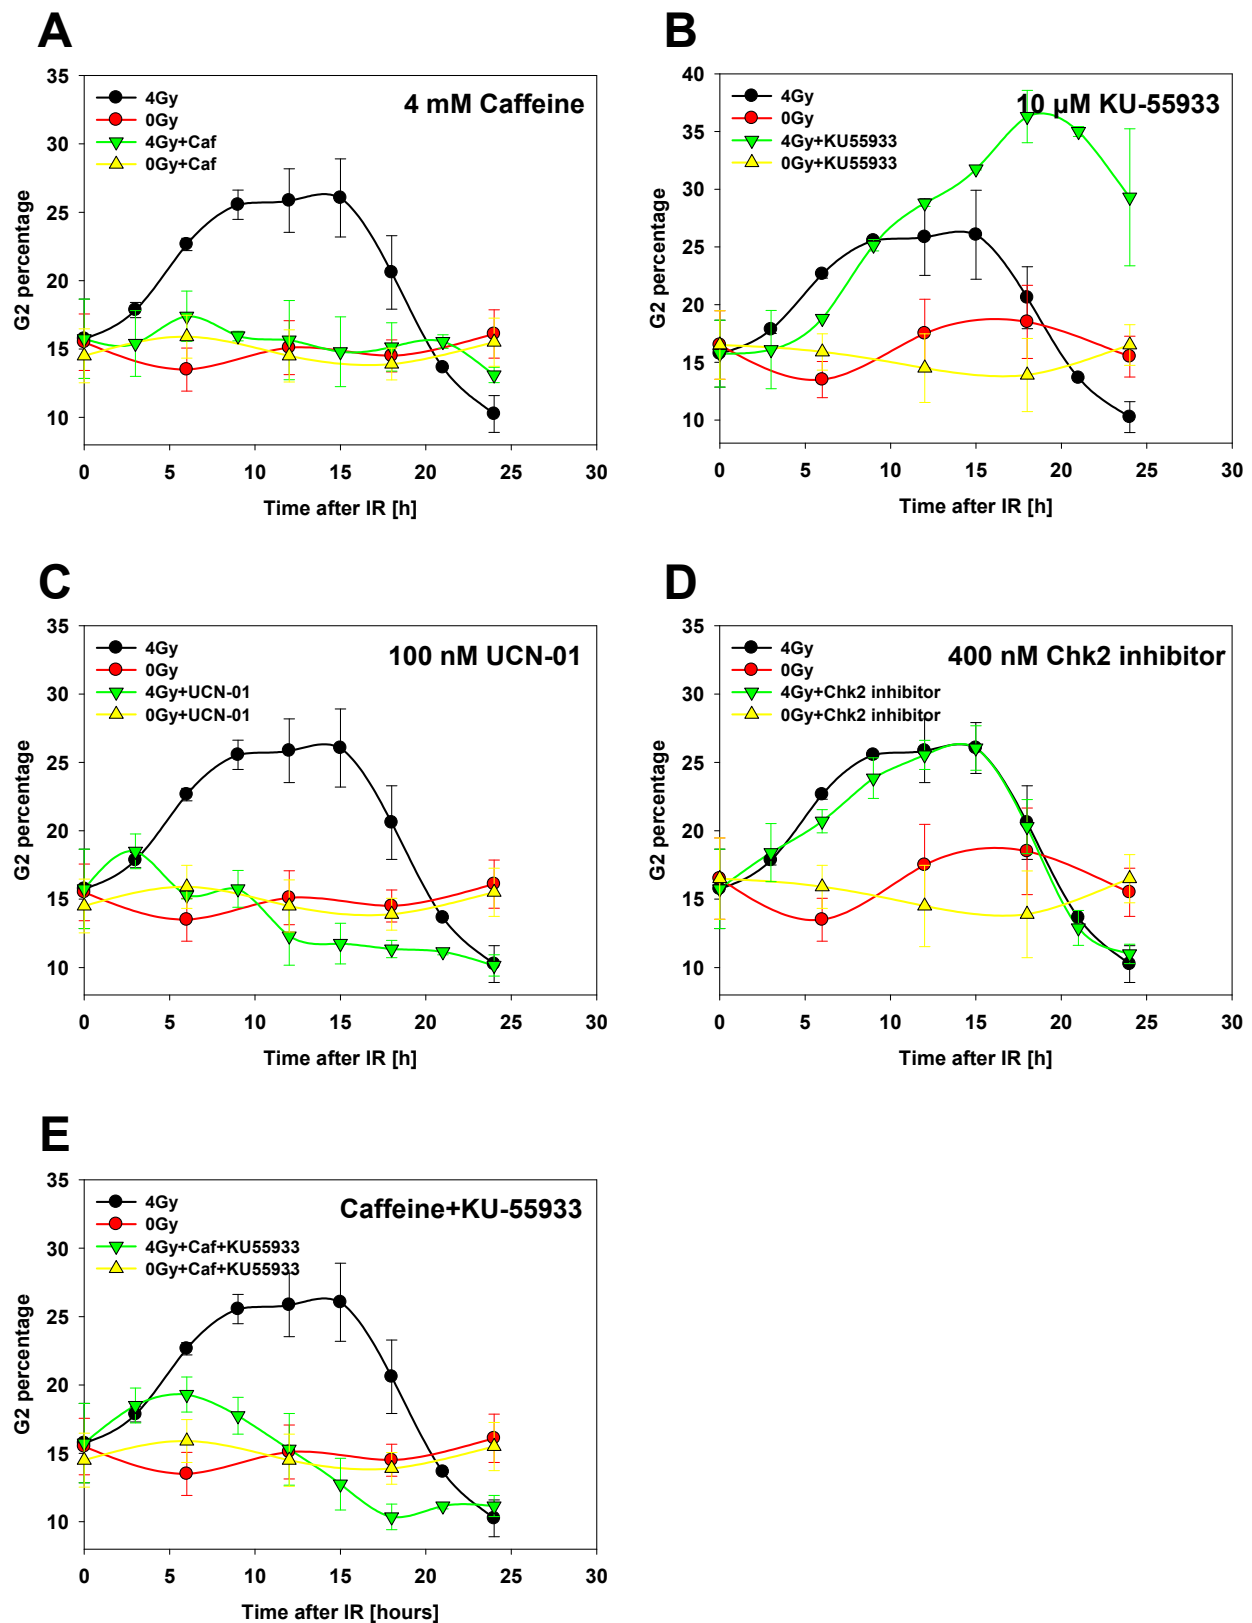 A
4 mM Caffeine
4Gy
0Gy
4Gy+Caf
0Gy+Caf
G2 percentage
35
30
25
20
15
10
0 5 10 15 20 25 30
Time after IR [h]
B
10 µM KU-55933
4Gy
0Gy
4Gy+KU55933
0Gy+KU55933
G2 percentage
40
35
30
25
20
15
10
0 5 10 15 20 25 30
Time after IR [h]
C
100 nM UCN-01
4Gy
0Gy
4Gy+UCN-01
0Gy+UCN-01
G2 percentage
35
30
25
20
15
10
0 5 10 15 20 25 30
Time after IR [h]
D
400 nM Chk2 inhibitor
4Gy
0Gy
4Gy+Chk2 inhibitor
0Gy+Chk2 inhibitor
G2 percentage
35
30
25
20
15
10
0 5 10 15 20 25 30
Time after IR [h]
E
Caffeine+KU-55933
4Gy
0Gy
4Gy+Caf+KU55933
0Gy+Caf+KU55933
G2 percentage
35
30
25
20
15
10
0 5 10 15 20 25 30
Time after IR [hours]